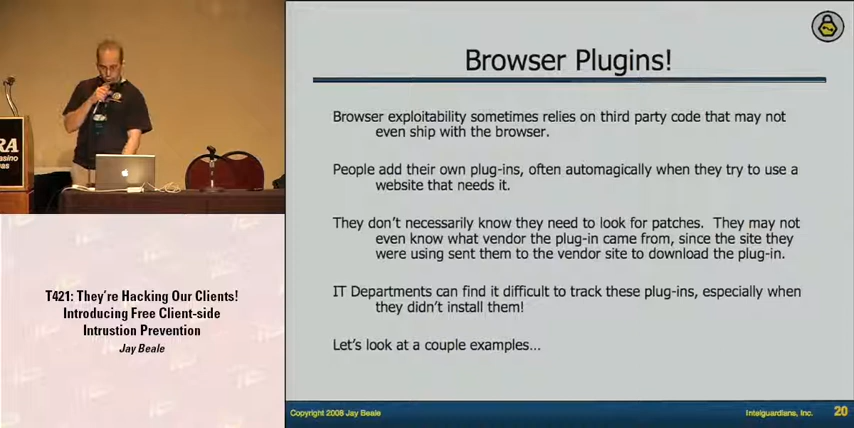 RA
asino
as
T421: They're Hacking Our Clients!
Introducing Free Client-side
Intrustion Prevention
Jay Beale
Browser Plugins!
Browser exploitability sometimes relies on third party code that may not
even ship with the browser.
People add their own plug-ins, often automagically when they try to use a
website that needs it.
They don't necessarily know they need to look for patches. They may not
even know what vendor the plug-in came from, since the site they
were using sent them to the vendor site to download the plug-in.
IT Departments can find it difficult to track these plug-ins, especially when
they didn't install them!
Let's look at a couple examples...
Copyright 2008 Jay Beale
Intelguardians, Inc. 20